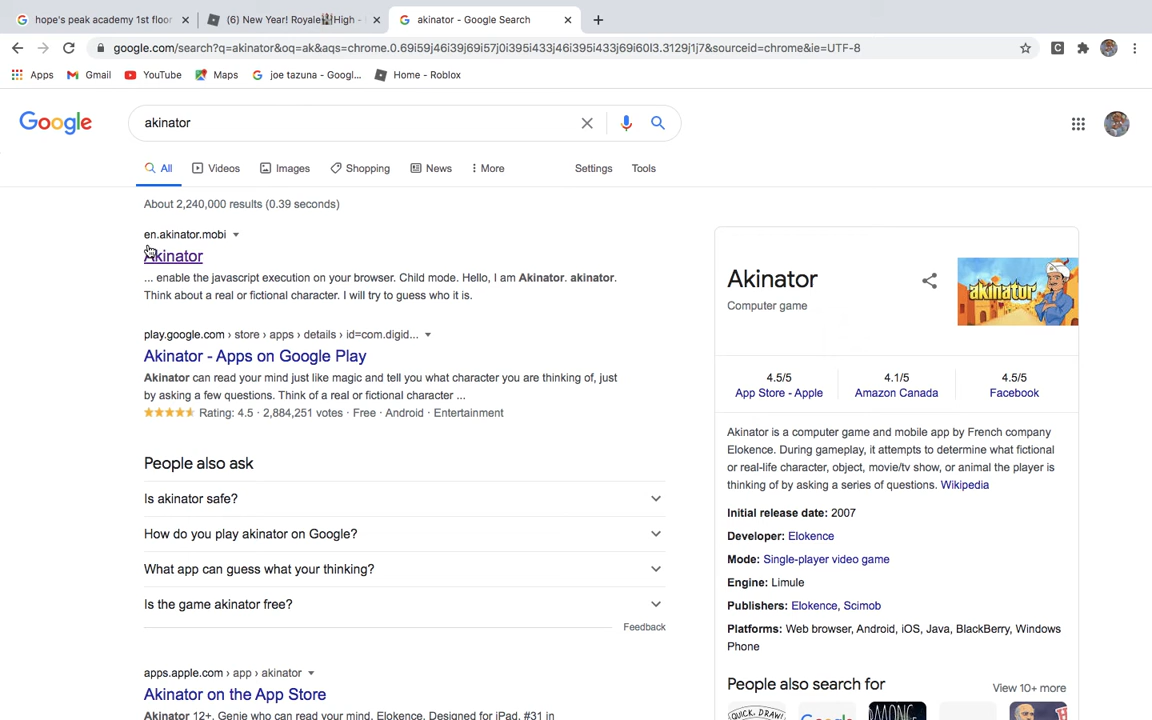 hope's peak academy 1st floor
(6) New Year! Royale High -
akinator - Google Search
google.com/search?q=akinator&oq=ak&aqs=chrome.0.69i59j46i39j69i57j0i395i433j46i395i433j69i60l3.3129j1j7&sourceid=chrome&ie=UTF-8
Apps
Gmail
YouTube
Maps
joe tazuna - Googl...
Home - Roblox
Google
akinator
All
Videos
Images
Shopping
News
More
Settings
Tools
About 2,240,000 results (0.39 seconds)
en.akinator.mobi
Akinator
... enable the javascript execution on your browser. Child mode. Hello, I am Akinator. akinator.
Think about a real or fictional character. I will try to guess who it is.
play.google.com › store › apps › details › id=com.digid...
Akinator - Apps on Google Play
Akinator can read your mind just like magic and tell you what character you are thinking of, just
by asking a few questions. Think of a real or fictional character ...
Rating: 4.5 · 2,884,251 votes · Free · Android · Entertainment
People also ask
Is akinator safe?
How do you play akinator on Google?
What app can guess what your thinking?
Is the game akinator free?
Feedback
apps.apple.com › app › akinator
Akinator on the App Store
Akinator 12+. Genie who can read your mind. Elokence. Designed for iPad. #31 in
Akinator
Computer game
akinator
4.5/5
App Store - Apple
4.1/5
Amazon Canada
4.5/5
Facebook
Akinator is a computer game and mobile app by French company
Elokence. During gameplay, it attempts to determine what fictional
or real-life character, object, movie/tv show, or animal the player is
thinking of by asking a series of questions. Wikipedia
Initial release date: 2007
Developer: Elokence
Mode: Single-player video game
Engine: Limule
Publishers: Elokence, Scimob
Platforms: Web browser, Android, iOS, Java, BlackBerry, Windows
Phone
People also search for
View 10+ more
QUICK, DRAW!